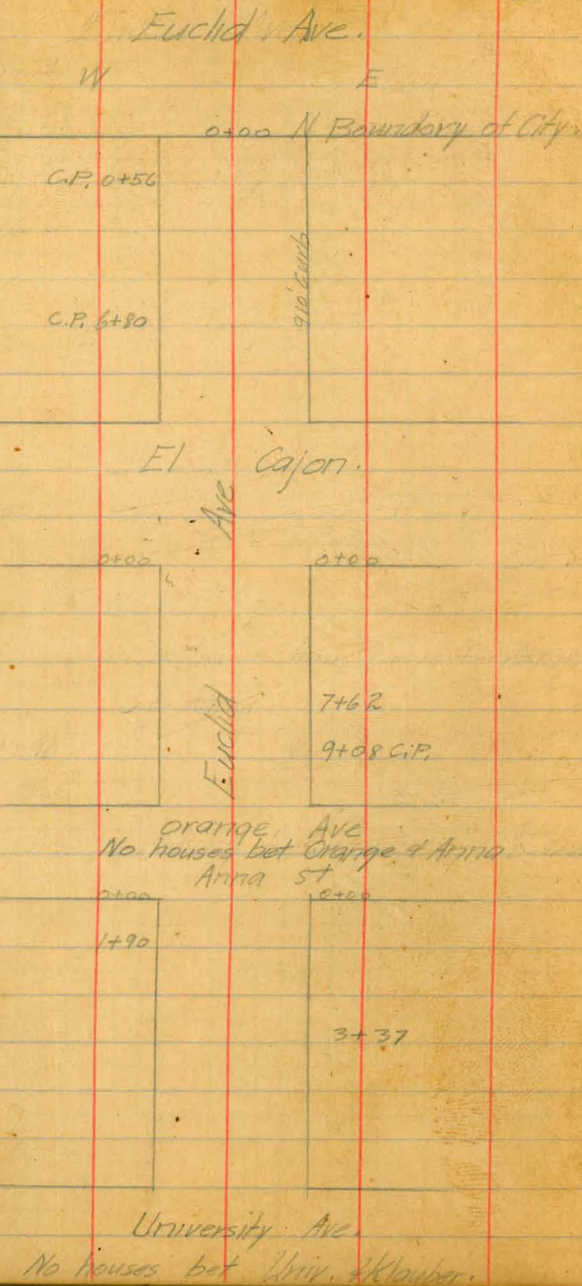 Euclid Ave.
W E
0+00 N Boundary of City
C.P. 0+56
910' curb
C.P. 6+80
El Cajon.
Euclid Ave
0+00 0+00
7+62
9+08 C.P.
Orange Ave
No houses bet Orange & Anna
Anna st
0+00 0+00
1+90
3+37
University Ave.
No houses bet Univ. & Klauber.